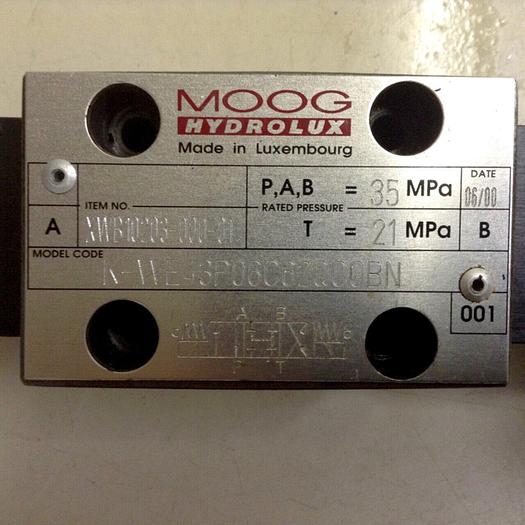 MOOG
HYDROLUX
Made in Luxembourg
P,A,B = 35 MPa
DATE
06/00
ITEM NO.
RATED PRESSURE
A
T = 21 MPa
B
MODEL CODE
001
A B
P T